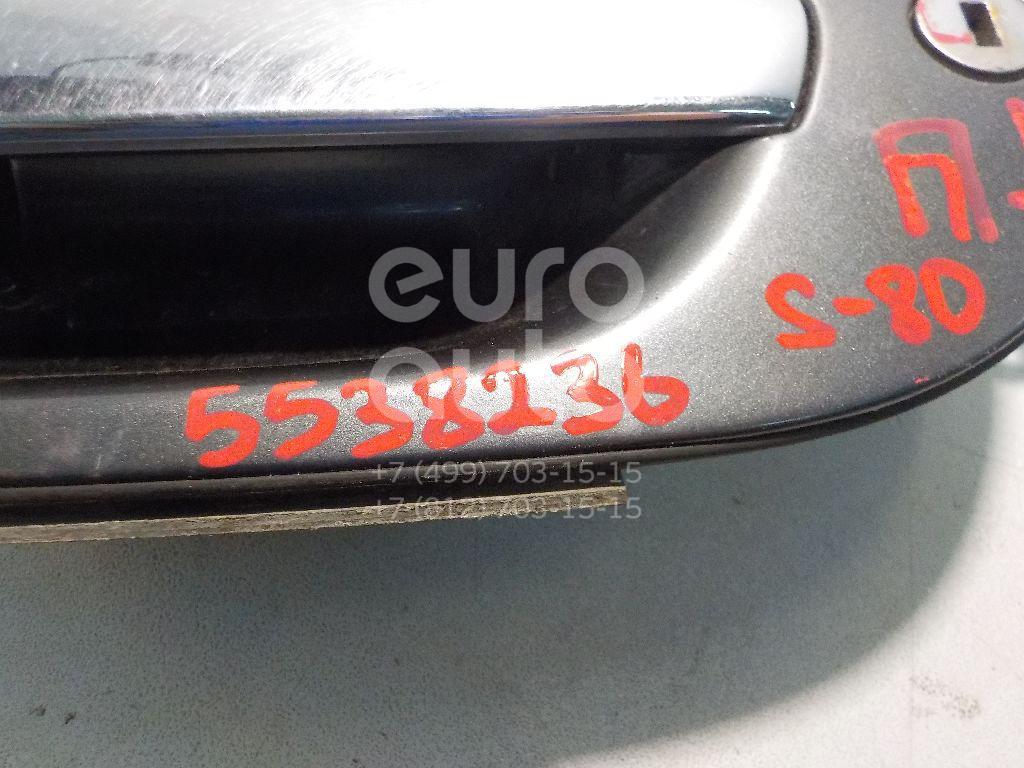 П
S-80
euro
auto
5538236
+7 (499) 703-15-15
+7 (812) 703-15-15